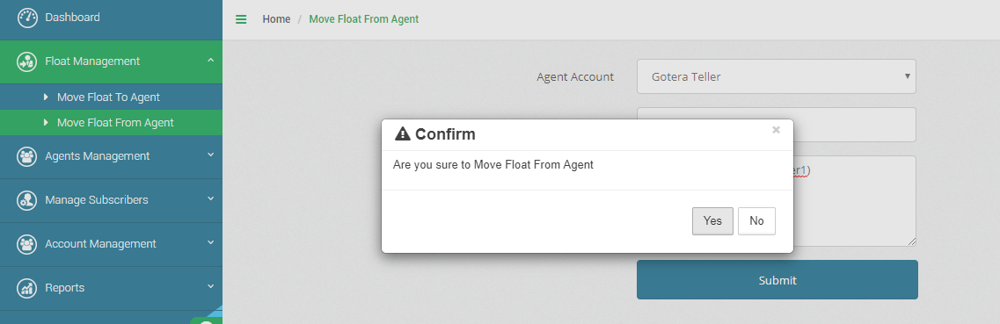 Dashboard
Float Management
Move Float To Agent
Move Float From Agent
Agents Management
Manage Subscribers
Account Management
Reports
Home / Move Float From Agent
Agent Account
Gotera Teller
Confirm
×
Are you sure to Move Float From Agent
Yes
No
er1)
Submit